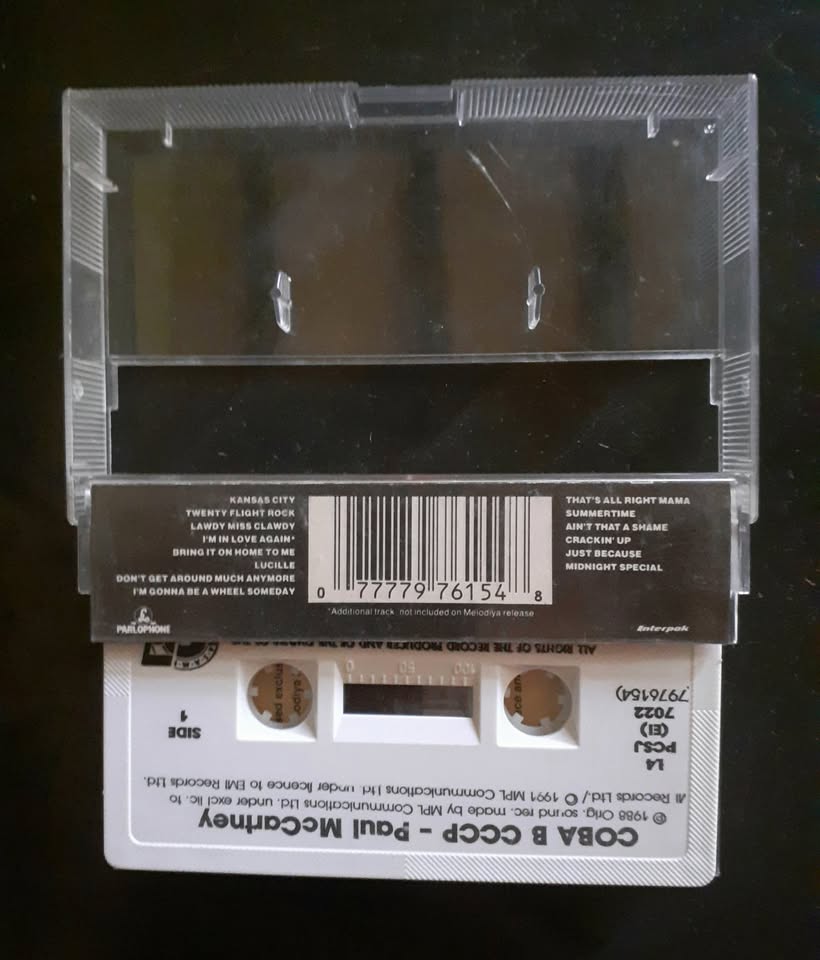 KANSAS CITY
TWENTY FLIGHT ROCK
LAWDY MISS CLAWDY
I'M IN LOVE AGAIN*
BRING IT ON HOME TO ME
LUCILLE
DON'T GET AROUND MUCH ANYMORE
I'M GONNA BE A WHEEL SOMEDAY
PARLOPHONE
0 77779 76154 8
*Additional track not included on Melodiya release
THAT'S ALL RIGHT MAMA
SUMMERTIME
AIN'T THAT A SHAME
CRACKIN' UP
JUST BECAUSE
MIDNIGHT SPECIAL
Enterpak
COBA B CCCP – Paul McCartney
℗ 1988 Orig. sound rec. made by MPL Communications Ltd. under excl. lic. to
Records Ltd./ © 1991 MPL Communications Ltd. under licence to EMI Records Ltd.
L4
PCSJ
(EI)
7022
7976154)
SIDE
1
100 50 0
ALL RIGHTS OF THE RECORD PRODUCER AND OF THE OWNER OF THE